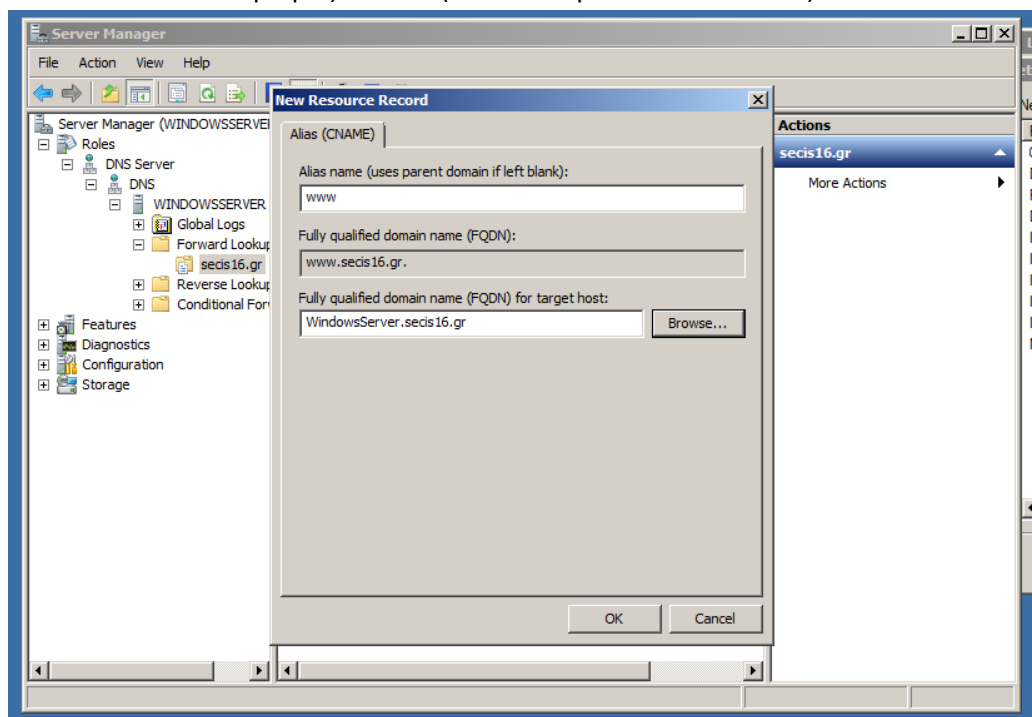 Server Manager
File Action View Help
Server Manager (WINDOWSSERVER
Roles
DNS Server
DNS
WINDOWSSERVER
Global Logs
Forward Lookup
secis16.gr
Reverse Lookup
Conditional For
Features
Diagnostics
Configuration
Storage
New Resource Record
Alias (CNAME)
Alias name (uses parent domain if left blank):
www
Fully qualified domain name (FQDN):
www.secis16.gr.
Fully qualified domain name (FQDN) for target host:
WindowsServer.secis16.gr
Browse...
OK
Cancel
Actions
secis16.gr
More Actions